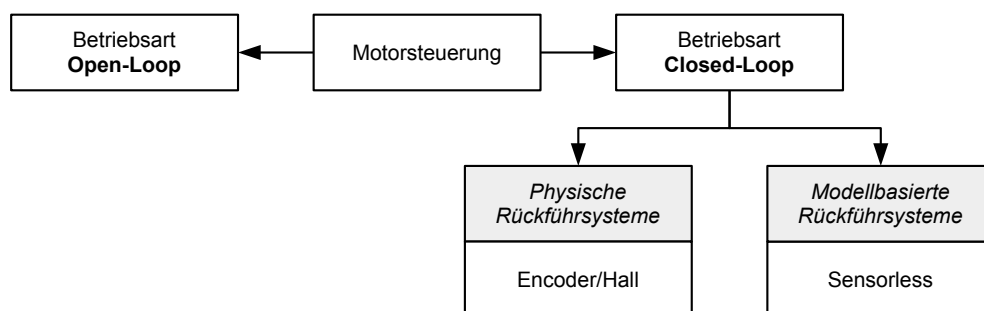 Betriebsart
Open-Loop
Motorsteuerung
Betriebsart
Closed-Loop
Physische
Rückführsysteme
Modellbasierte
Rückführsysteme
Encoder/Hall
Sensorless